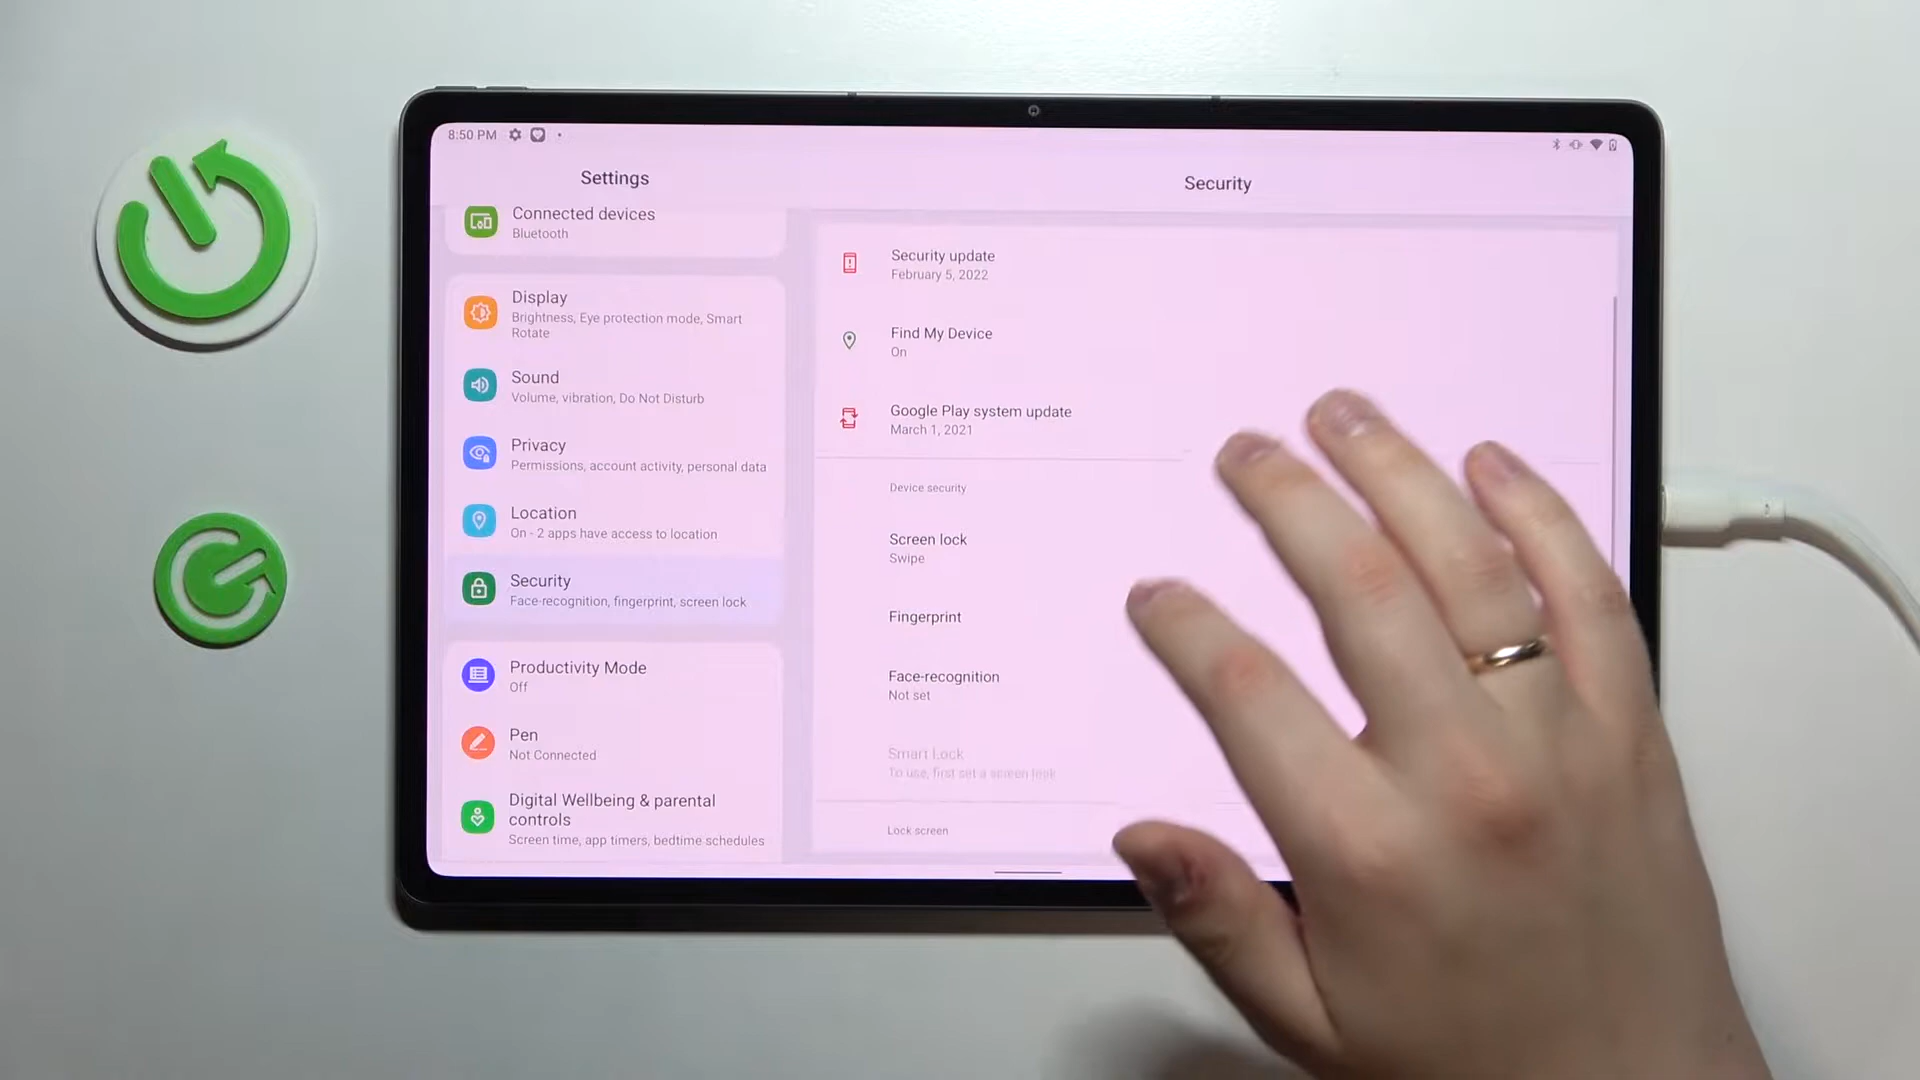 8:50 PM
Settings
Connected devices
Bluetooth
Display
Brightness, Eye protection mode, Smart
Rotate
Sound
Volume, vibration, Do Not Disturb
Privacy
Permissions, account activity, personal data
Location
On - 2 apps have access to location
Security
Face-recognition, fingerprint, screen lock
Productivity Mode
Off
Pen
Not Connected
Digital Wellbeing & parental
controls
Screen time, app timers, bedtime schedules
Security
Security update
February 5, 2022
Find My Device
On
Google Play system update
March 1, 2021
Device security
Screen lock
Swipe
Fingerprint
Face-recognition
Not set
Smart Lock
To use, first set a screen lock
Lock screen